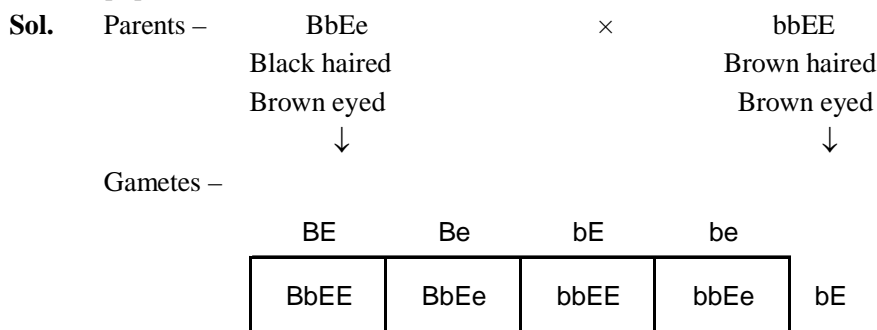 Sol. Parents – BbEe × bbEE
Black haired Brown haired
Brown eyed Brown eyed
↓ ↓
Gametes –
BE Be bE be
BbEE BbEe bbEE bbEe bE